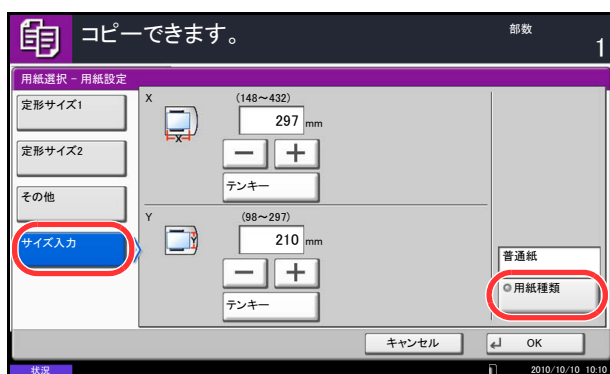 コピーできます。
部数
1
用紙選択 - 用紙設定
定形サイズ1
定形サイズ2
その他
サイズ入力
X
(148～432)
297 mm
X
－ ＋
テンキー
Y
(98～297)
210 mm
Y
－ ＋
テンキー
普通紙
用紙種類
キャンセル
OK
状況
2010/10/10 10:10